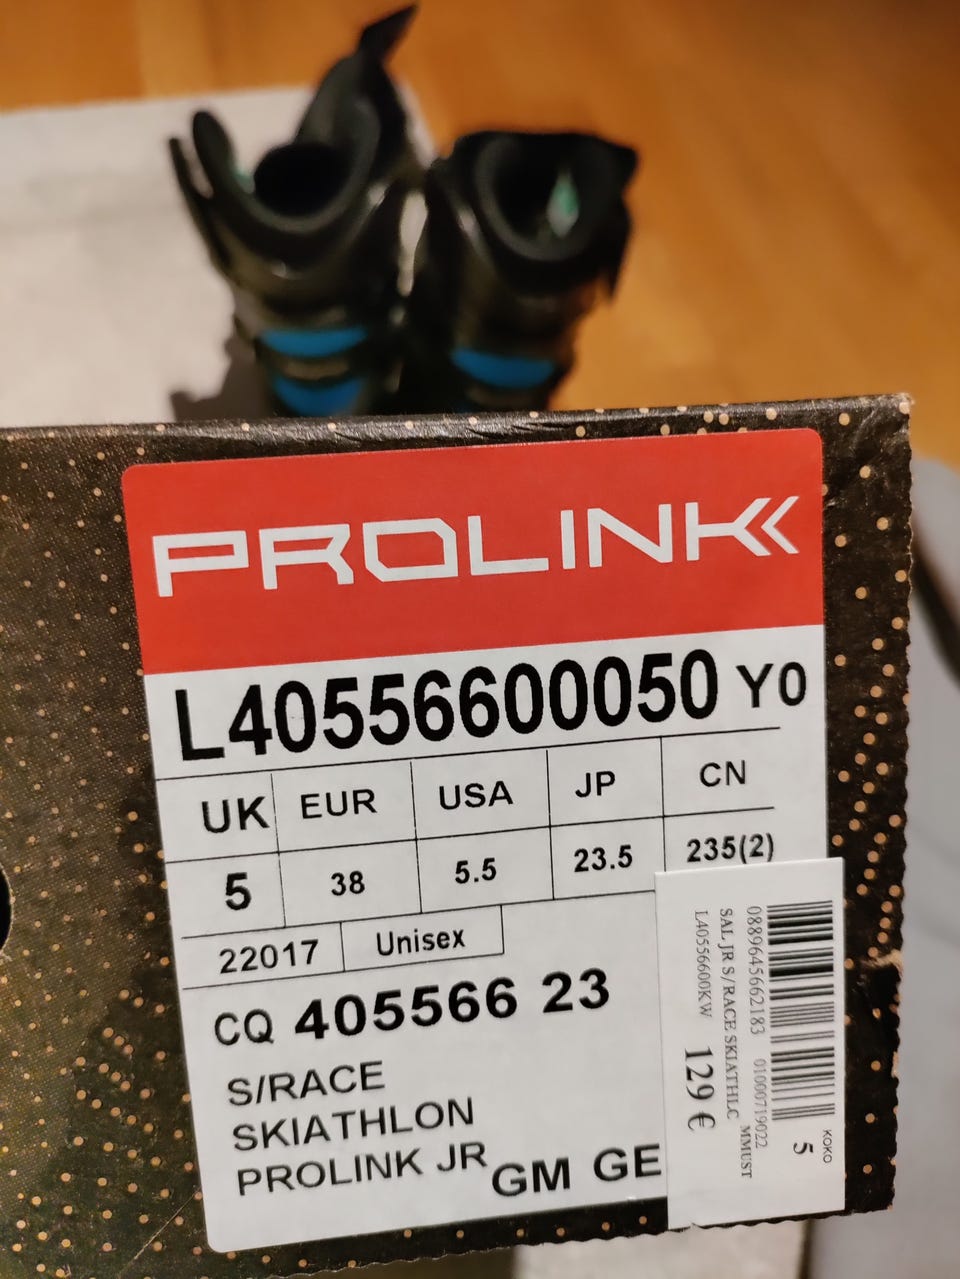 PROLINK
L40556600050 Y0
UK EUR USA JP CN
5 38 5.5 23.5 235(2)
22017 Unisex
CQ 405566 23
S/RACE
SKIATHLON
PROLINK JR
GM GE
KOKO
5
0889645662183 01000719022
SAL JR S/RACE SKIATHLC MMUST
L40556600KW 129 €